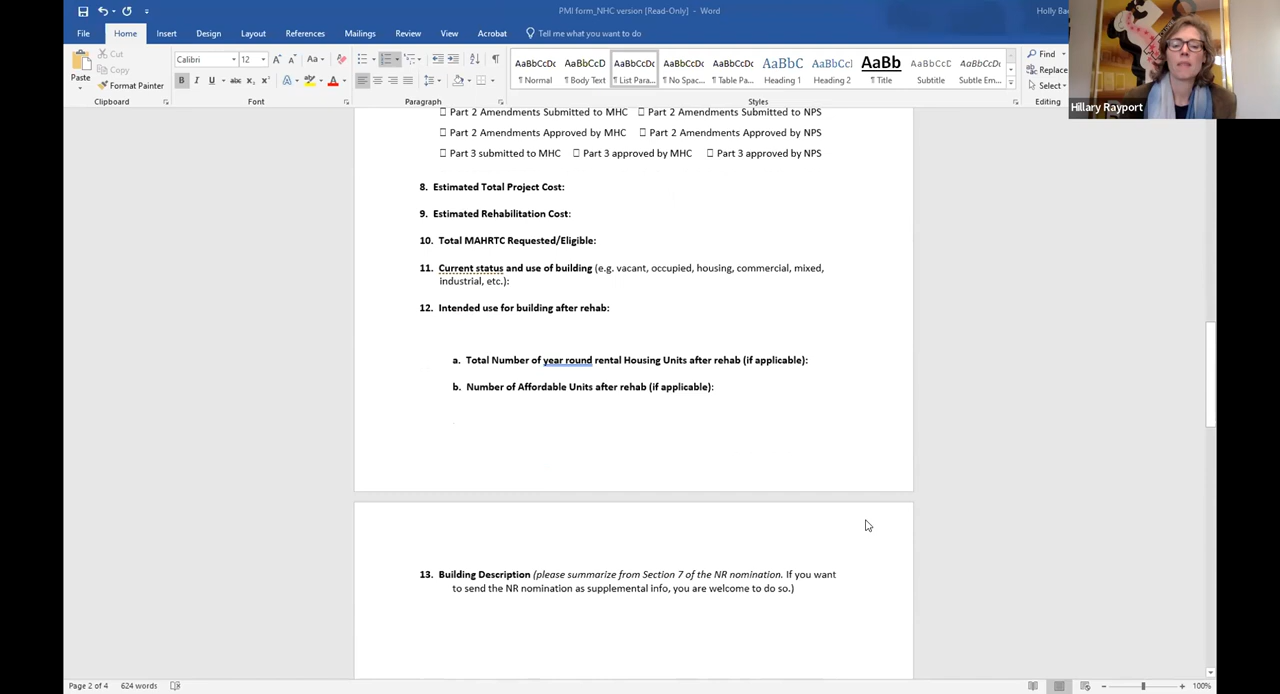 PMI form_NHC version [Read-Only] - Word
Holly
File Home Insert Design Layout References Mailings Review View Acrobat Tell me what you want to do
Paste
Cut
Copy
Format Painter
Clipboard
Calibri 12
Font
Paragraph
AaBbCcDc AaBbCcD AaBbCcDc AaBbCcDc AaBbCcDc AaBbCc AaBbCcI AaBb AaBbCcC AaBbCcDc
¶ Normal ¶ Body Text ¶ List Para... ¶ No Spac... ¶ Table Pa... Heading 1 Heading 2 ¶ Title Subtitle Subtle Em...
Styles
Find
Replace
Select
Editing
Hillary Rayport
Part 2 Amendments Submitted to MHC Part 2 Amendments Submitted to NPS
Part 2 Amendments Approved by MHC Part 2 Amendments Approved by NPS
Part 3 submitted to MHC Part 3 approved by MHC Part 3 approved by NPS
8. Estimated Total Project Cost:
9. Estimated Rehabilitation Cost:
10. Total MAHRTC Requested/Eligible:
11. Current status and use of building (e.g. vacant, occupied, housing, commercial, mixed,
industrial, etc.):
12. Intended use for building after rehab:
a. Total Number of year round rental Housing Units after rehab (if applicable):
b. Number of Affordable Units after rehab (if applicable):
13. Building Description (please summarize from Section 7 of the NR nomination. If you want
to send the NR nomination as supplemental info, you are welcome to do so.)
Page 2 of 4 624 words
100%